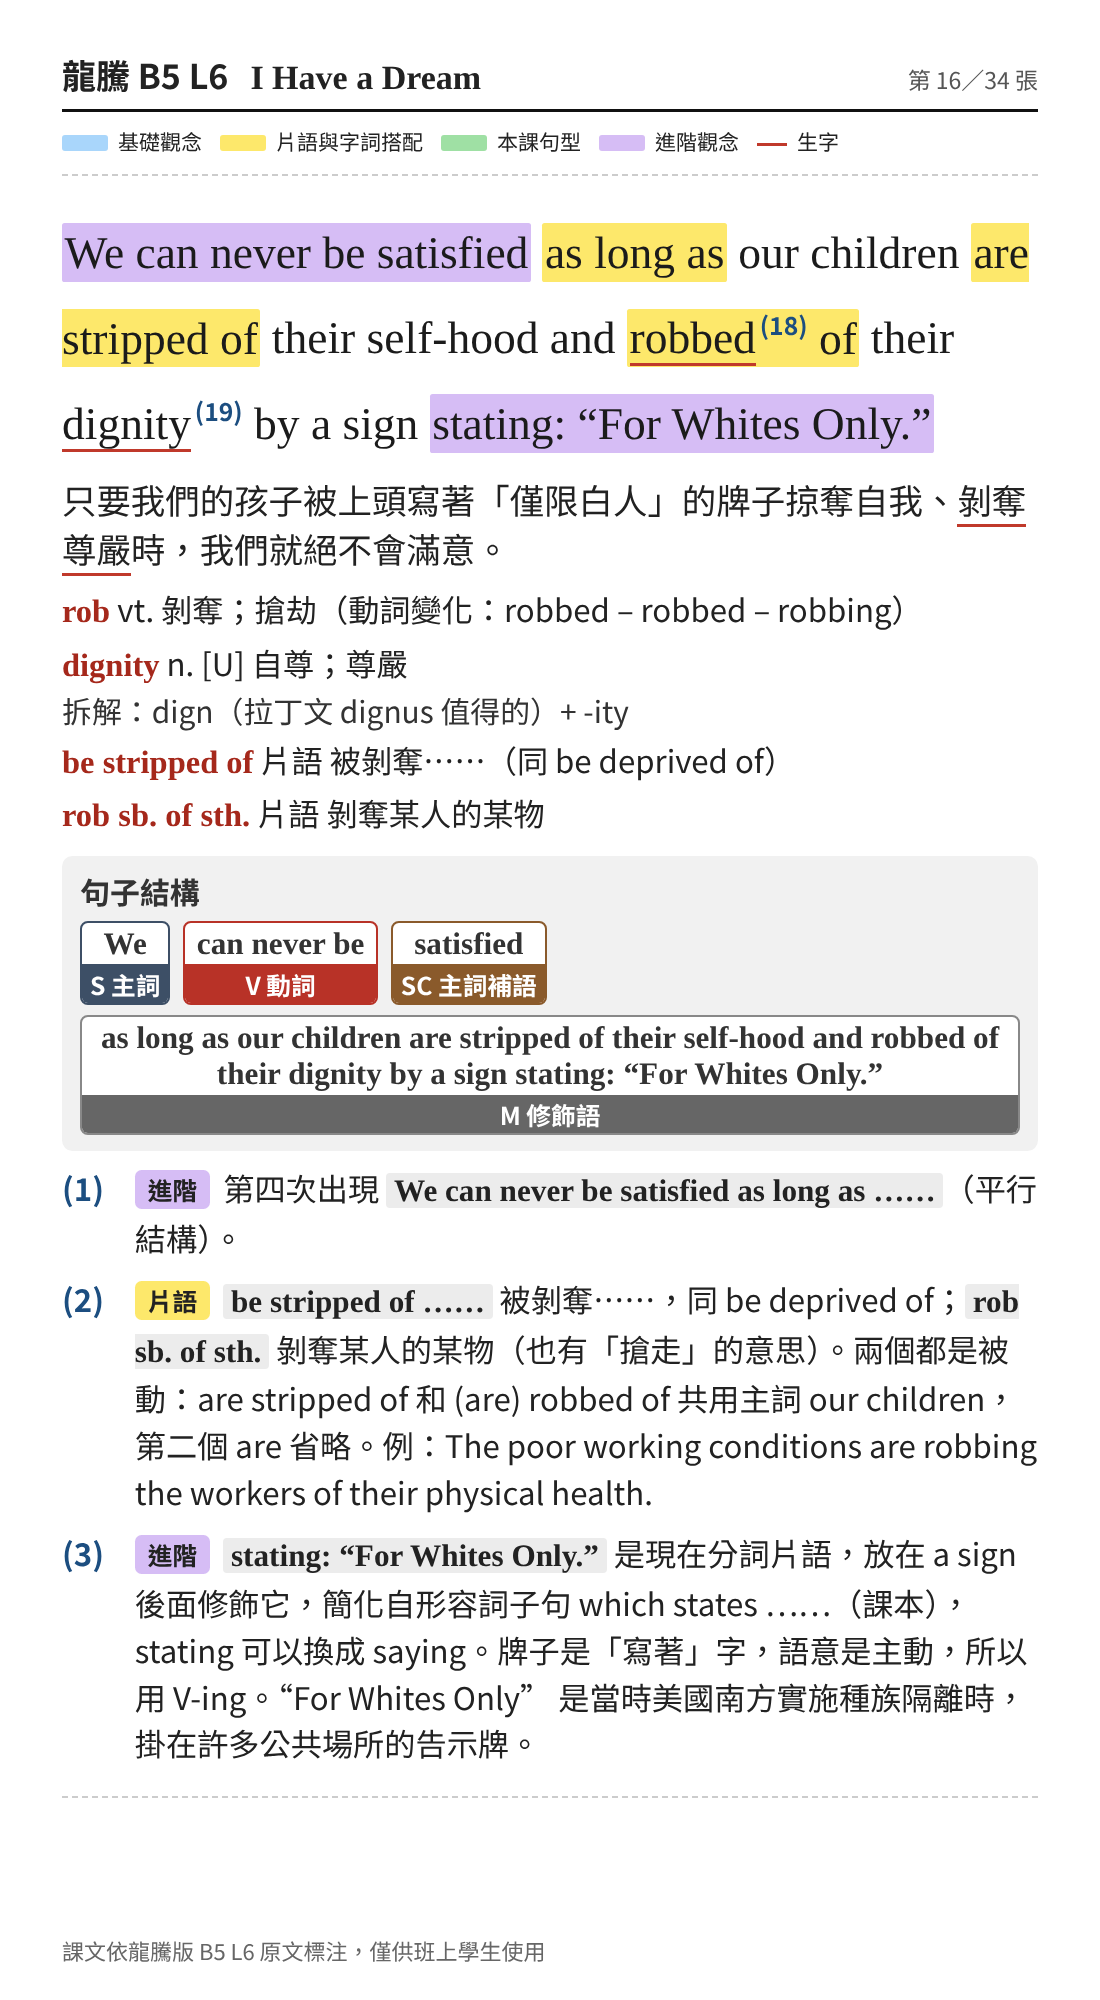 龍騰 B5 L6 I Have a Dream
第 16／34 張
基礎觀念 片語與字詞搭配 本課句型 進階觀念 生字
We can never be satisfied as long as our children are
stripped of their self-hood and robbed(18) of their
dignity(19) by a sign stating: “For Whites Only.”
只要我們的孩子被上頭寫著「僅限白人」的牌子掠奪自我、剝奪
尊嚴時，我們就絕不會滿意。
rob vt. 剝奪；搶劫（動詞變化：robbed – robbed – robbing）
dignity n. [U] 自尊；尊嚴
拆解：dign（拉丁文 dignus 值得的）+ -ity
be stripped of 片語 被剝奪……（同 be deprived of）
rob sb. of sth. 片語 剝奪某人的某物
句子結構
We can never be satisfied
S 主詞 V 動詞 SC 主詞補語
as long as our children are stripped of their self-hood and robbed of
their dignity by a sign stating: “For Whites Only.”
M 修飾語
(1) 進階 第四次出現 We can never be satisfied as long as ……（平行
結構）。
(2) 片語 be stripped of …… 被剝奪……，同 be deprived of；rob
sb. of sth. 剝奪某人的某物（也有「搶走」的意思）。兩個都是被
動：are stripped of 和 (are) robbed of 共用主詞 our children，
第二個 are 省略。例：The poor working conditions are robbing
the workers of their physical health.
(3) 進階 stating: “For Whites Only.” 是現在分詞片語，放在 a sign
後面修飾它，簡化自形容詞子句 which states ……（課本），
stating 可以換成 saying。牌子是「寫著」字，語意是主動，所以
用 V-ing。“For Whites Only” 是當時美國南方實施種族隔離時，
掛在許多公共場所的告示牌。
課文依龍騰版 B5 L6 原文標注，僅供班上學生使用